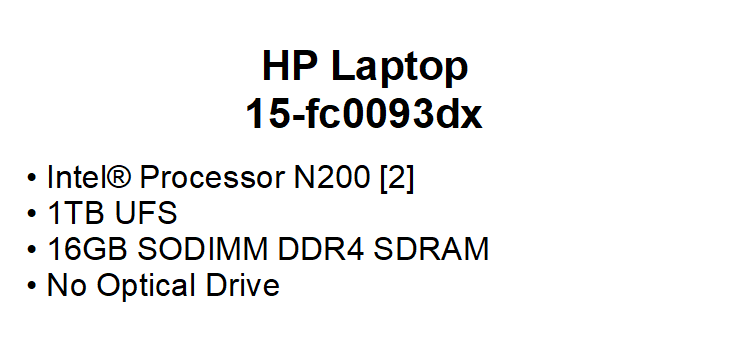 HP Laptop
15-fc0093dx
• Intel® Processor N200 [2]
• 1TB UFS
• 16GB SODIMM DDR4 SDRAM
• No Optical Drive